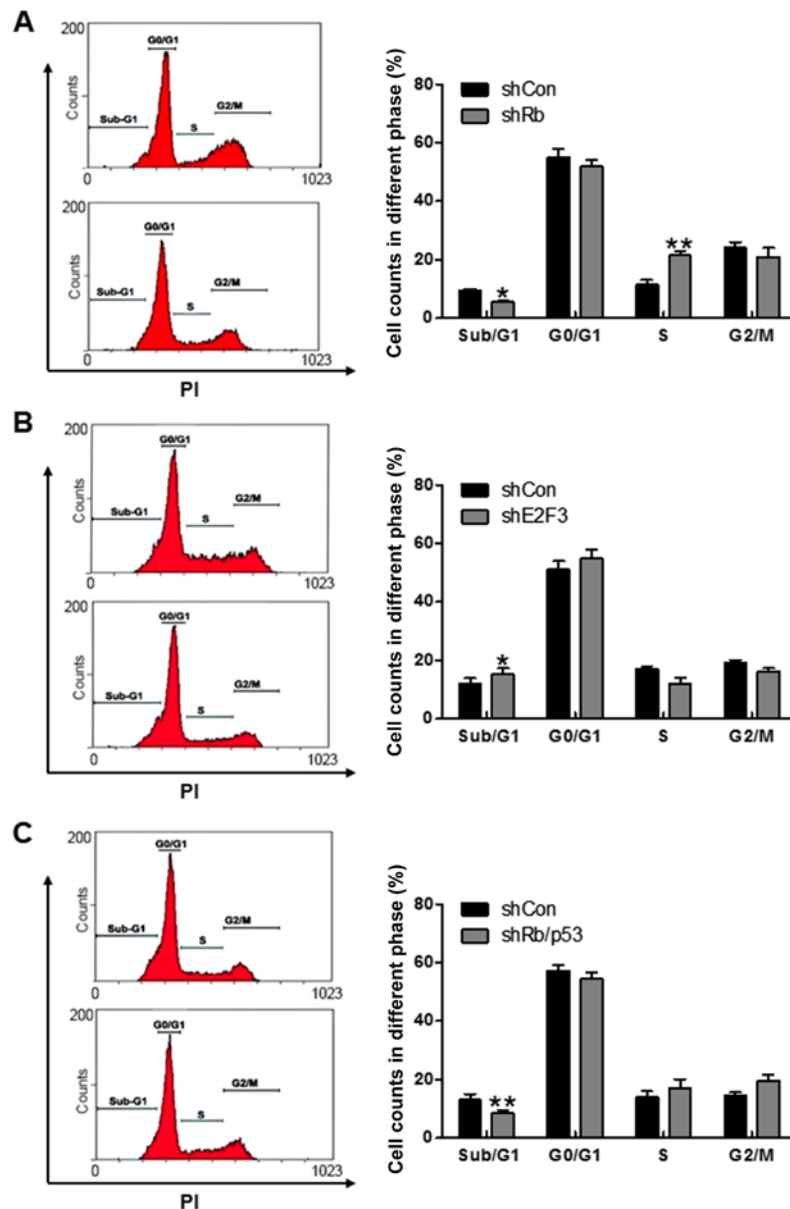 A
200
Counts
G0/G1
G2/M
Sub-G1
S
0
1023
200
Counts
G0/G1
G2/M
Sub-G1
S
0
1023
PI
Cell counts in different phase (%)
80
60
40
20
0
shCon
shRb
*
**
Sub/G1 G0/G1 S G2/M
B
200
Counts
G0/G1
G2/M
Sub-G1
S
0
1023
200
Counts
G0/G1
G2/M
Sub-G1
S
0
1023
PI
Cell counts in different phase (%)
80
60
40
20
0
shCon
shE2F3
*
Sub/G1 G0/G1 S G2/M
C
200
Counts
G0/G1
G2/M
Sub-G1
S
0
1023
200
Counts
G0/G1
G2/M
Sub-G1
S
0
1023
PI
Cell counts in different phase (%)
80
60
40
20
0
shCon
shRb/p53
**
Sub/G1 G0/G1 S G2/M